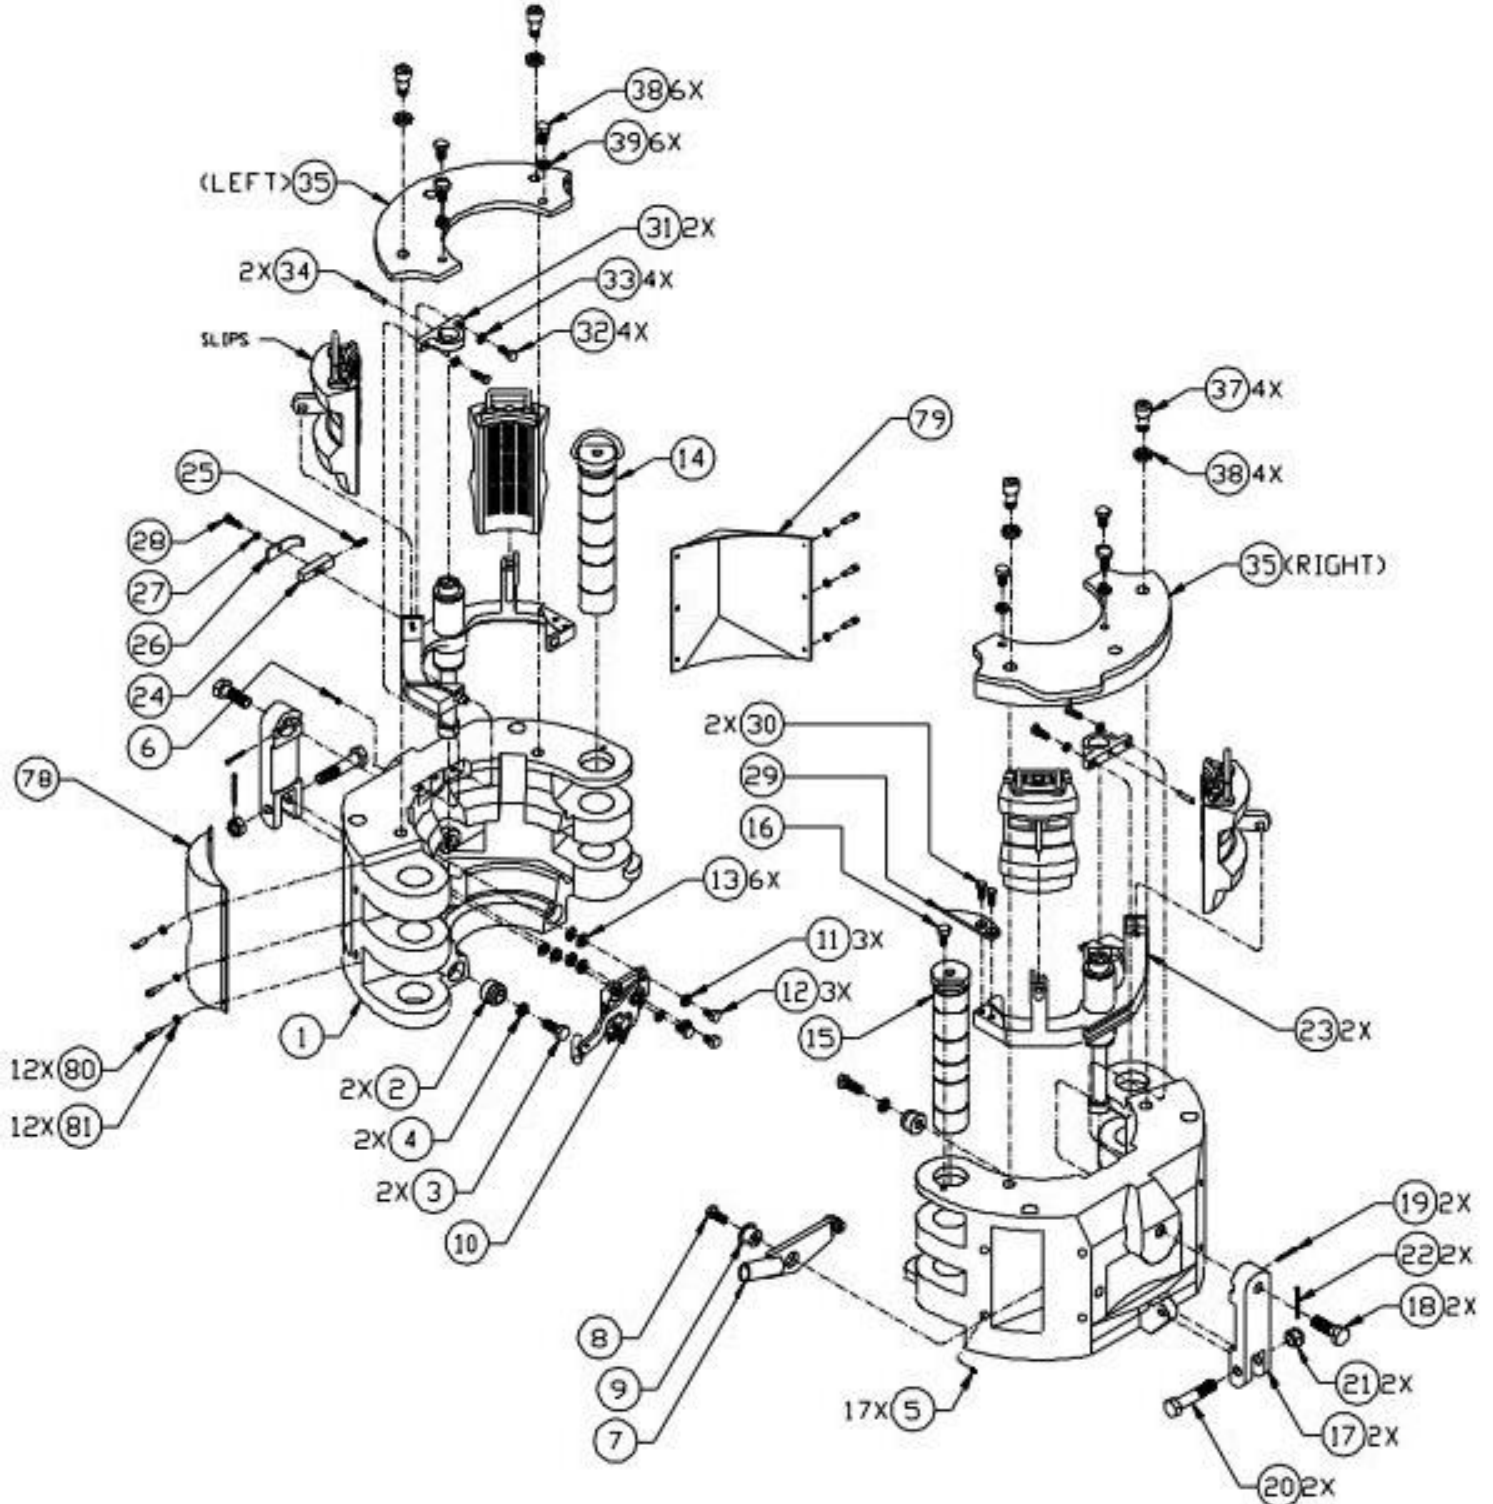 38 6X
39 6X
(LEFT) 35
31 2X
2X 34
33 4X
32 4X
SLIPS
37 4X
79
14
38 4X
25
28
35 (RIGHT)
27
26
24
2X 30
6
29
78
16
13 6X
11 3X
12 3X
1
15
23 2X
12X 80
2X 2
12X 81
2X 4
2X 3
19 2X
10
22 2X
8
18 2X
9
21 2X
17X 5
7
17 2X
20 2X